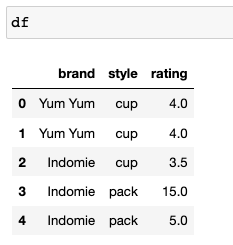 df
brand style rating
0 Yum Yum cup 4.0
1 Yum Yum cup 4.0
2 Indomie cup 3.5
3 Indomie pack 15.0
4 Indomie pack 5.0